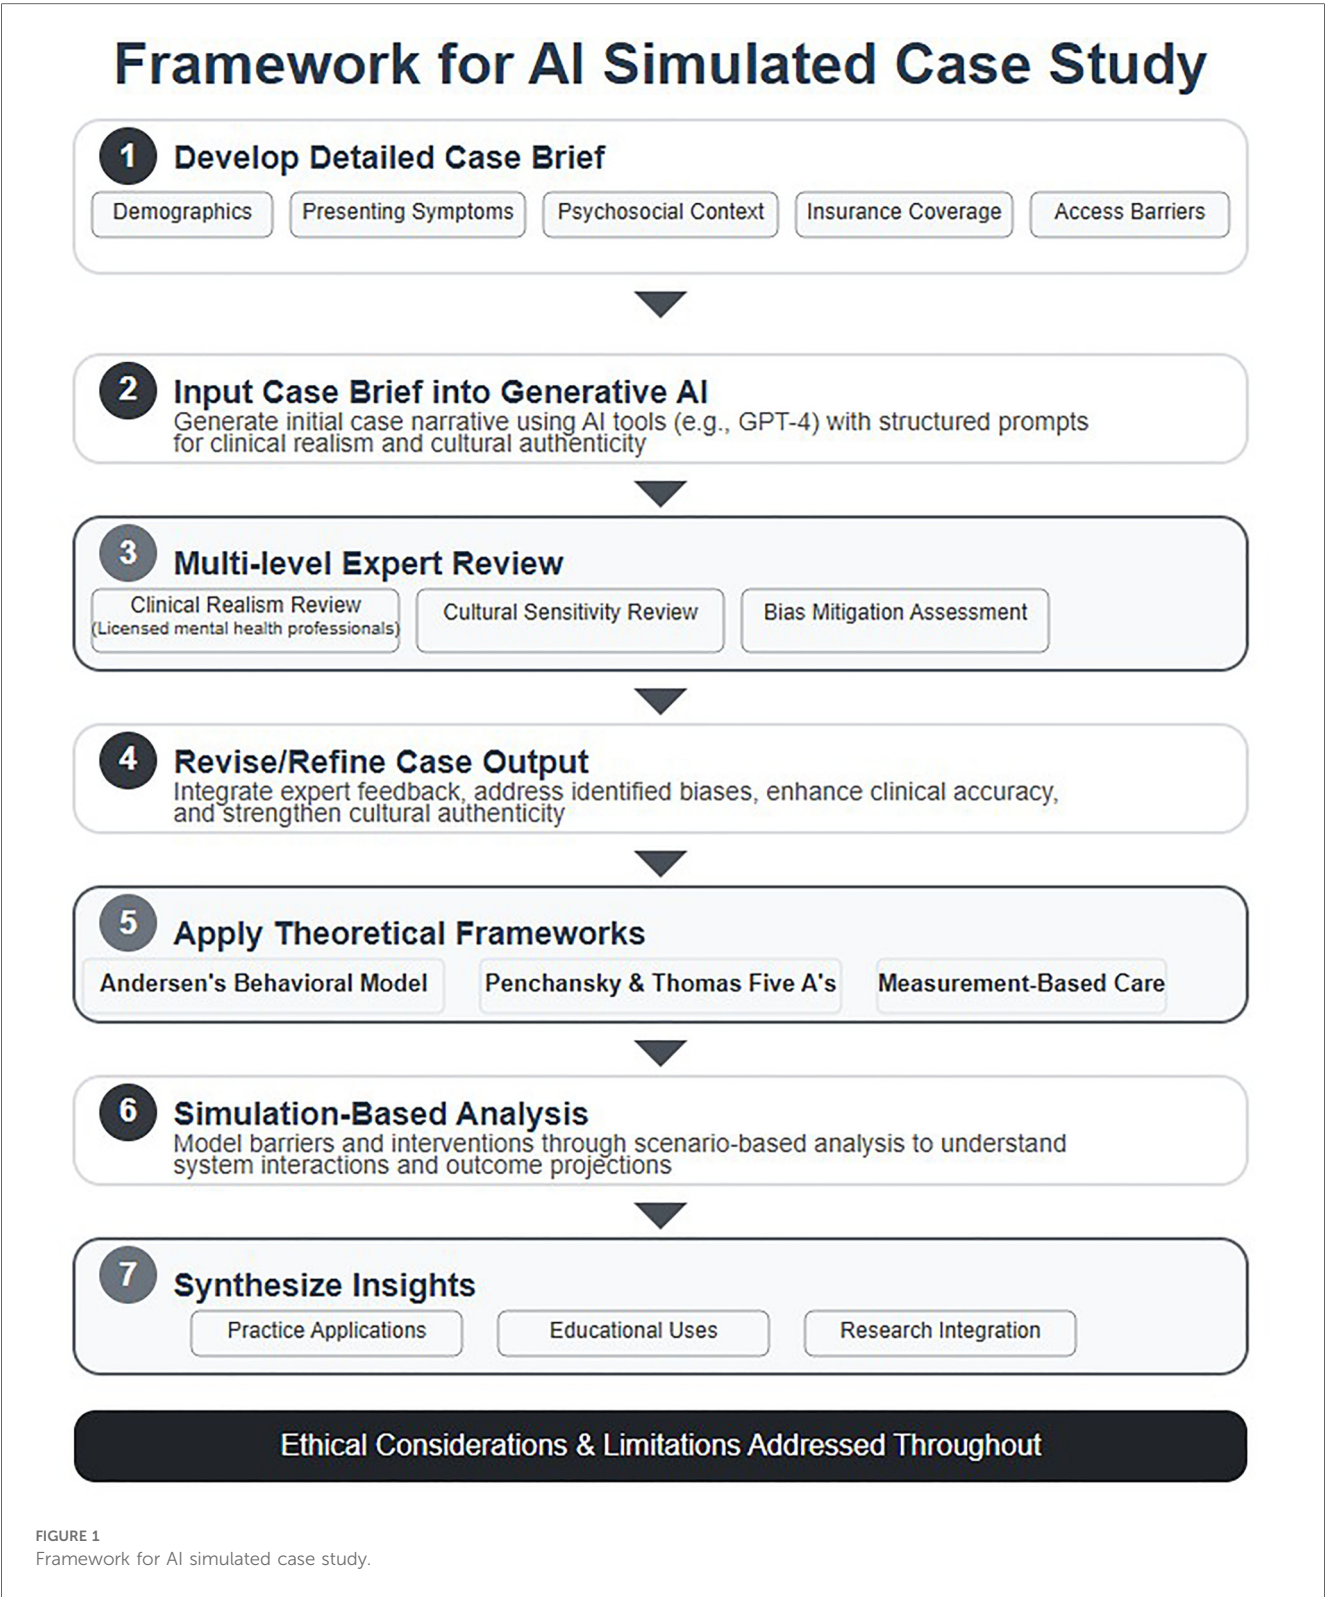 Framework for AI Simulated Case Study
1
Develop Detailed Case Brief
Demographics
Presenting Symptoms
Psychosocial Context
Insurance Coverage
Access Barriers
2
Input Case Brief into Generative AI
Generate initial case narrative using AI tools (e.g., GPT-4) with structured prompts
for clinical realism and cultural authenticity
3
Multi-level Expert Review
Clinical Realism Review
(Licensed mental health professionals)
Cultural Sensitivity Review
Bias Mitigation Assessment
4
Revise/Refine Case Output
Integrate expert feedback, address identified biases, enhance clinical accuracy,
and strengthen cultural authenticity
5
Apply Theoretical Frameworks
Andersen's Behavioral Model
Penchansky & Thomas Five A's
Measurement-Based Care
6
Simulation-Based Analysis
Model barriers and interventions through scenario-based analysis to understand
system interactions and outcome projections
7
Synthesize Insights
Practice Applications
Educational Uses
Research Integration
Ethical Considerations & Limitations Addressed Throughout
FIGURE 1
Framework for AI simulated case study.